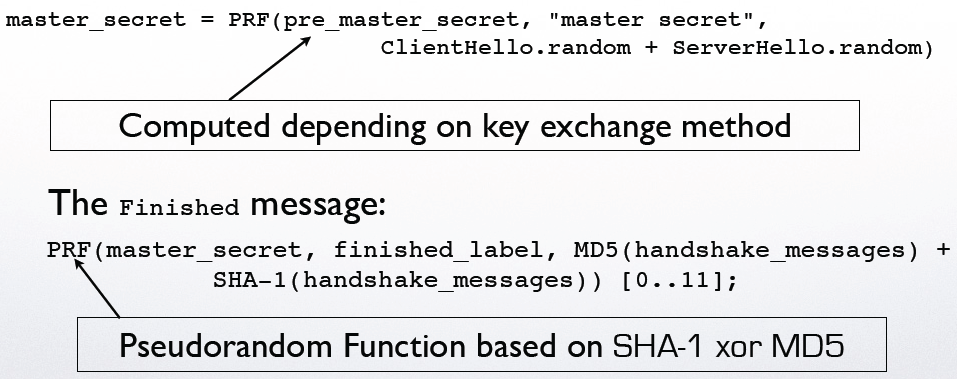 master_secret = PRF(pre_master_secret, "master secret",
ClientHello.random + ServerHello.random)
Computed depending on key exchange method
The Finished message:
PRF(master_secret, finished_label, MD5(handshake_messages) +
SHA-1(handshake_messages)) [0..11];
Pseudorandom Function based on SHA-1 xor MD5